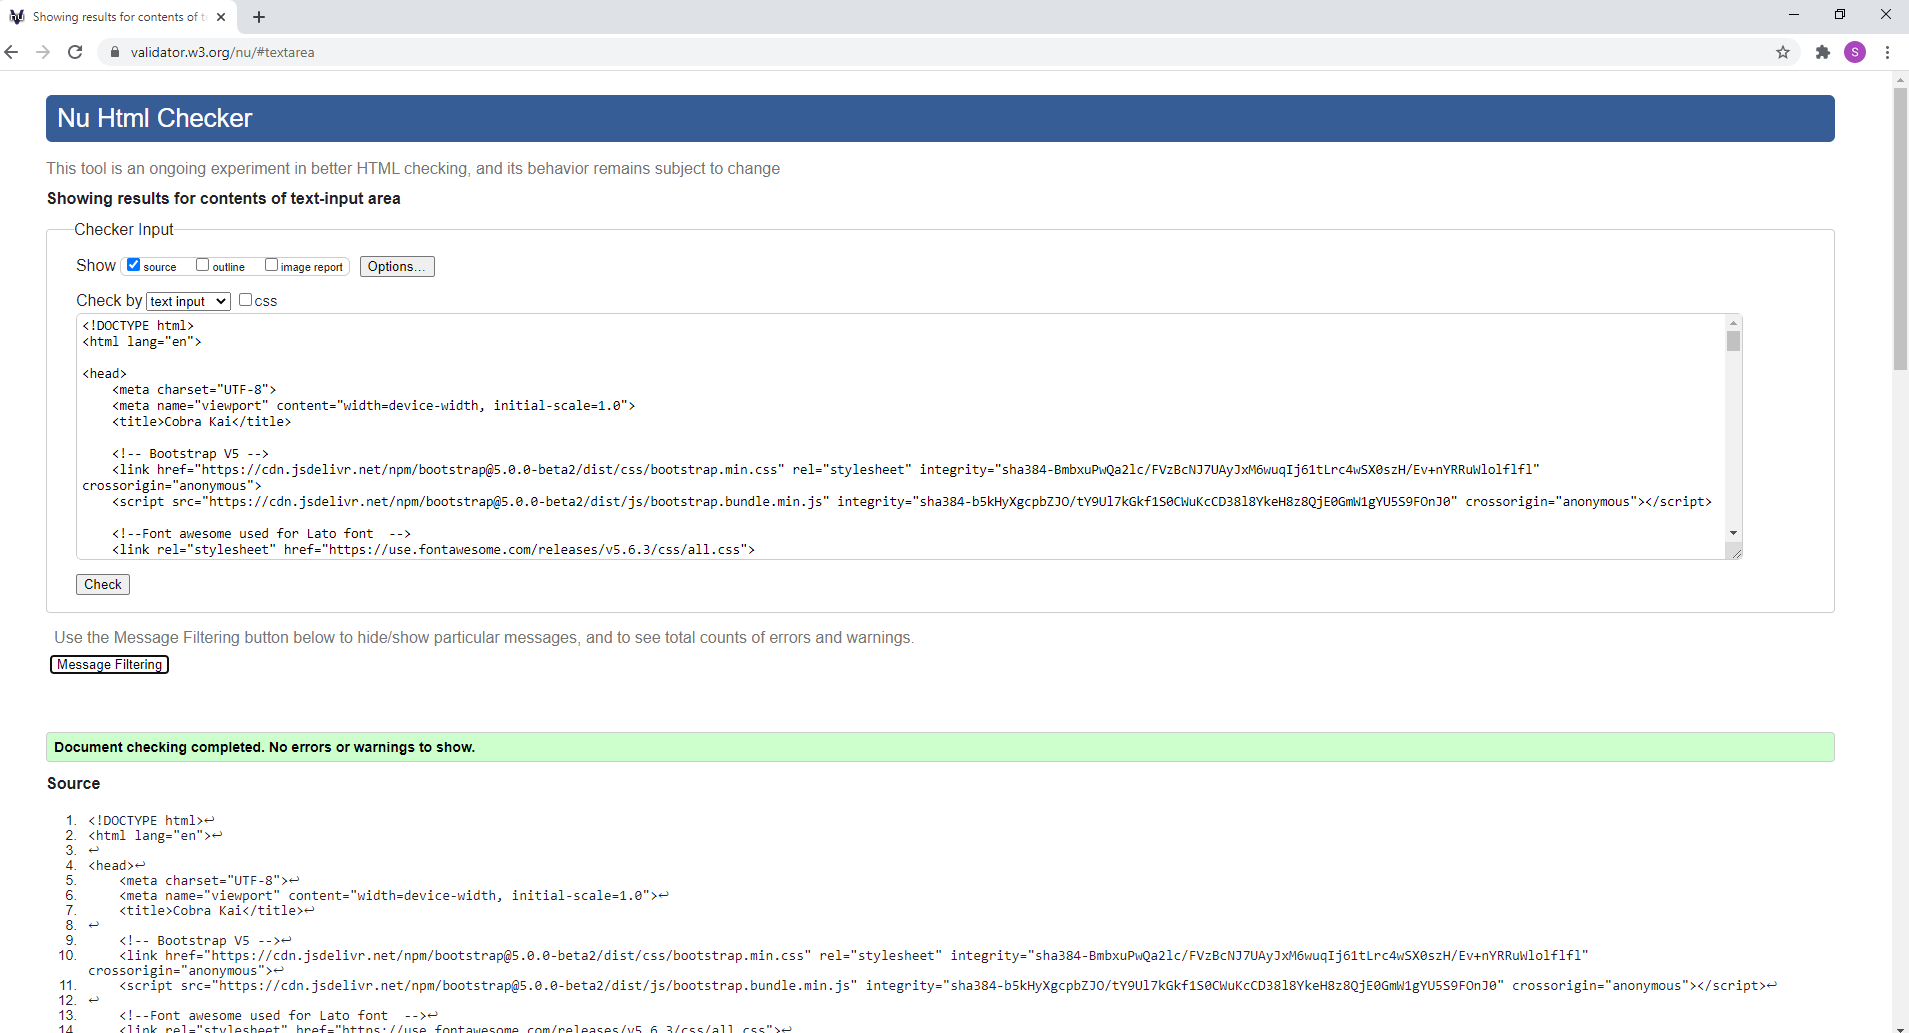 Showing results for contents of t
validator.w3.org/nu/#textarea
S
Nu Html Checker
This tool is an ongoing experiment in better HTML checking, and its behavior remains subject to change
Showing results for contents of text-input area
Checker Input
Show source outline image report Options...
Check by text input css
<!DOCTYPE html>
<html lang="en">
<head>
<meta charset="UTF-8">
<meta name="viewport" content="width=device-width, initial-scale=1.0">
<title>Cobra Kai</title>
<!-- Bootstrap V5 -->
<link href="https://cdn.jsdelivr.net/npm/bootstrap@5.0.0-beta2/dist/css/bootstrap.min.css" rel="stylesheet" integrity="sha384-BmbxuPwQa2lc/FVzBcNJ7UAyJxM6wuqIj61tLrc4wSX0szH/Ev+nYRRuWlolflfl"
crossorigin="anonymous">
<script src="https://cdn.jsdelivr.net/npm/bootstrap@5.0.0-beta2/dist/js/bootstrap.bundle.min.js" integrity="sha384-b5kHyXgcpbZJO/tY9Ul7kGkf1S0CWuKcCD38l8YkeH8z8QjE0GmW1gYU5S9FOnJ0" crossorigin="anonymous"></script>
<!--Font awesome used for Lato font  -->
<link rel="stylesheet" href="https://use.fontawesome.com/releases/v5.6.3/css/all.css">
Check
Use the Message Filtering button below to hide/show particular messages, and to see total counts of errors and warnings.
Message Filtering
Document checking completed. No errors or warnings to show.
Source
1. <!DOCTYPE html>↩
2. <html lang="en">↩
3. ↩
4. <head>↩
5. <meta charset="UTF-8">↩
6. <meta name="viewport" content="width=device-width, initial-scale=1.0">↩
7. <title>Cobra Kai</title>↩
8. ↩
9. <!-- Bootstrap V5 -->↩
10. <link href="https://cdn.jsdelivr.net/npm/bootstrap@5.0.0-beta2/dist/css/bootstrap.min.css" rel="stylesheet" integrity="sha384-BmbxuPwQa2lc/FVzBcNJ7UAyJxM6wuqIj61tLrc4wSX0szH/Ev+nYRRuWlolflfl"
crossorigin="anonymous">↩
11. <script src="https://cdn.jsdelivr.net/npm/bootstrap@5.0.0-beta2/dist/js/bootstrap.bundle.min.js" integrity="sha384-b5kHyXgcpbZJO/tY9Ul7kGkf1S0CWuKcCD38l8YkeH8z8QjE0GmW1gYU5S9FOnJ0" crossorigin="anonymous"></script>↩
12. ↩
13. <!--Font awesome used for Lato font  -->↩
14. <link rel="stylesheet" href="https://use.fontawesome.com/releases/v5.6.3/css/all.css">↩